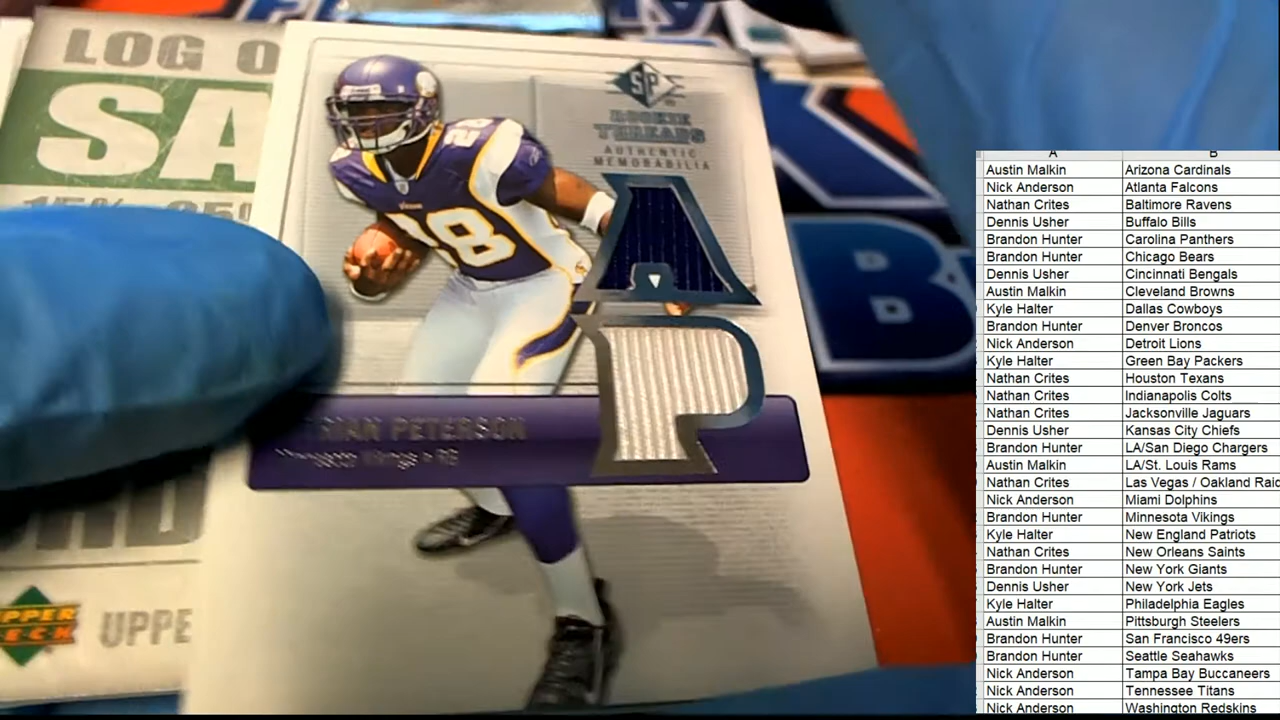 LOG O
SA
15%
UPPER
DECK
UPPE
SP
ROOKIE
THREADS
AUTHENTIC
MEMORABILIA
28
28
A
P
PETERSON
Minnesota Vikings RB
B
A B
Austin Malkin Arizona Cardinals
Nick Anderson Atlanta Falcons
Nathan Crites Baltimore Ravens
Dennis Usher Buffalo Bills
Brandon Hunter Carolina Panthers
Brandon Hunter Chicago Bears
Dennis Usher Cincinnati Bengals
Austin Malkin Cleveland Browns
Kyle Halter Dallas Cowboys
Brandon Hunter Denver Broncos
Nick Anderson Detroit Lions
Kyle Halter Green Bay Packers
Nathan Crites Houston Texans
Nathan Crites Indianapolis Colts
Nathan Crites Jacksonville Jaguars
Dennis Usher Kansas City Chiefs
Brandon Hunter LA/San Diego Chargers
Austin Malkin LA/St. Louis Rams
Nathan Crites Las Vegas / Oakland Raid
Nick Anderson Miami Dolphins
Brandon Hunter Minnesota Vikings
Kyle Halter New England Patriots
Nathan Crites New Orleans Saints
Brandon Hunter New York Giants
Dennis Usher New York Jets
Kyle Halter Philadelphia Eagles
Austin Malkin Pittsburgh Steelers
Brandon Hunter San Francisco 49ers
Brandon Hunter Seattle Seahawks
Nick Anderson Tampa Bay Buccaneers
Nick Anderson Tennessee Titans
Nick Anderson Washington Redskins